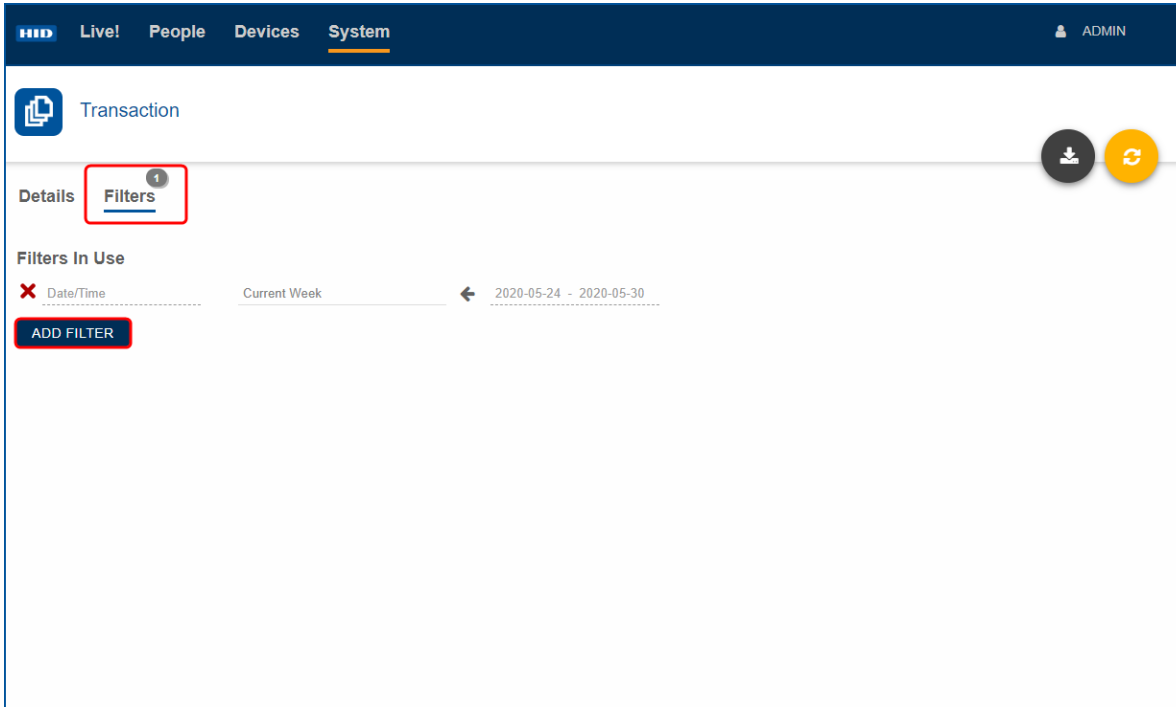 HID Live! People Devices System ADMIN
Transaction
Details Filters 1
Filters In Use
Date/Time Current Week 2020-05-24 - 2020-05-30
ADD FILTER